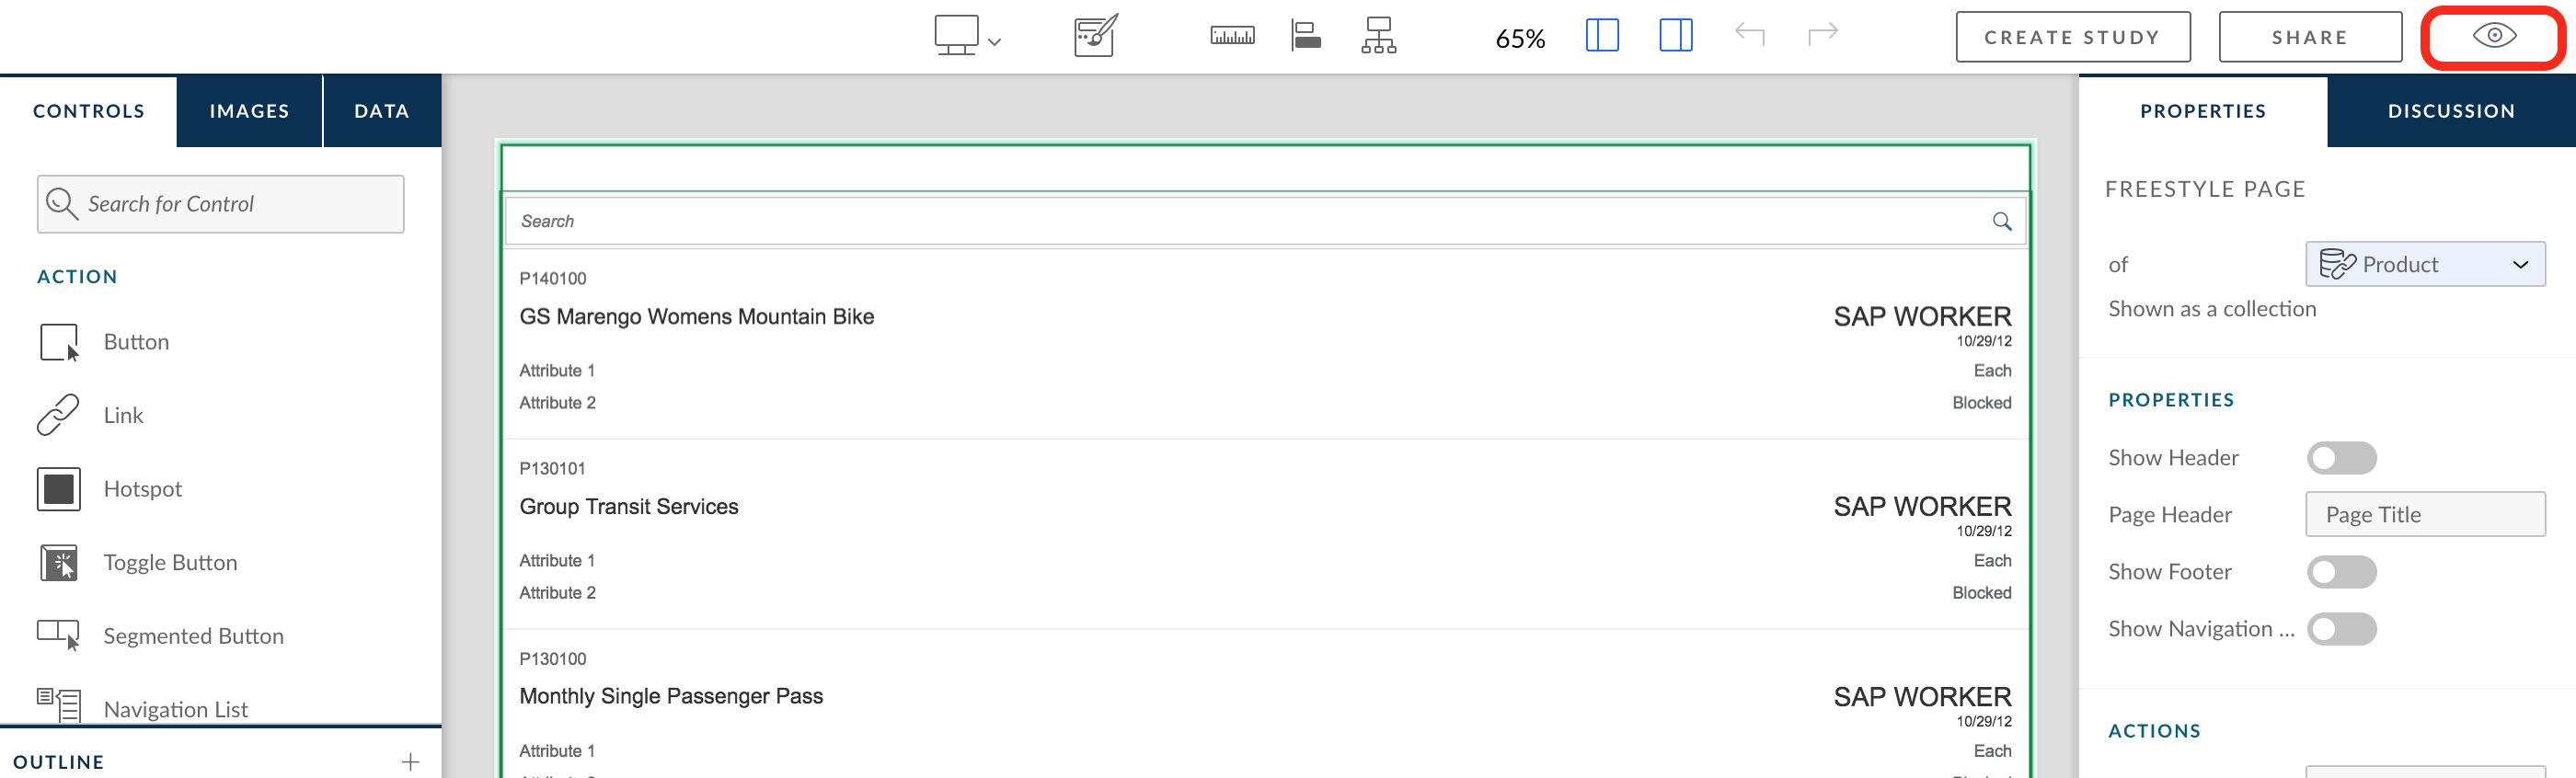 65%
CREATE STUDY
SHARE
CONTROLS
IMAGES
DATA
Search for Control
ACTION
Button
Link
Hotspot
Toggle Button
Segmented Button
Navigation List
OUTLINE
Search
P140100
GS Marengo Womens Mountain Bike
SAP WORKER
10/29/12
Attribute 1
Each
Attribute 2
Blocked
P130101
Group Transit Services
SAP WORKER
10/29/12
Attribute 1
Each
Attribute 2
Blocked
P130100
Monthly Single Passenger Pass
SAP WORKER
10/29/12
Attribute 1
Each
PROPERTIES
DISCUSSION
FREESTYLE PAGE
of
Product
Shown as a collection
PROPERTIES
Show Header
Page Header
Page Title
Show Footer
Show Navigation ...
ACTIONS